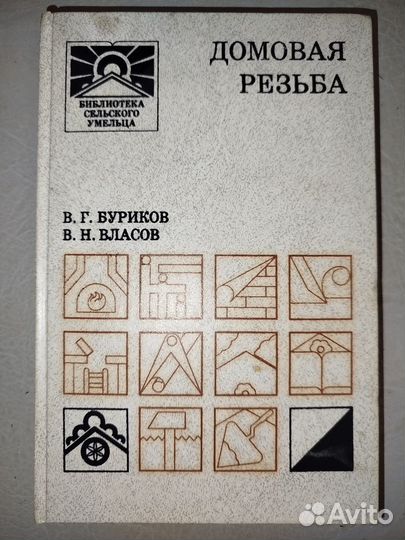 ДОМОВАЯ
РЕЗЬБА
БИБЛИОТЕКА
СЕЛЬСКОГО
УМЕЛЬЦА
В. Г. БУРИКОВ
В. Н. ВЛАСОВ
Avito